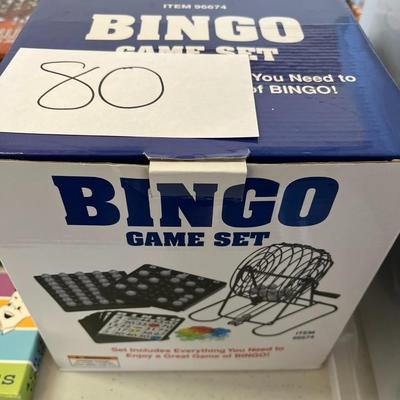 ITEM 96674
BINGO
GAME SET
80
You Need to
of BINGO!
BINGO
GAME SET
ITEM
96674
Set Includes Everything You Need to
Enjoy a Great Game of BINGO!